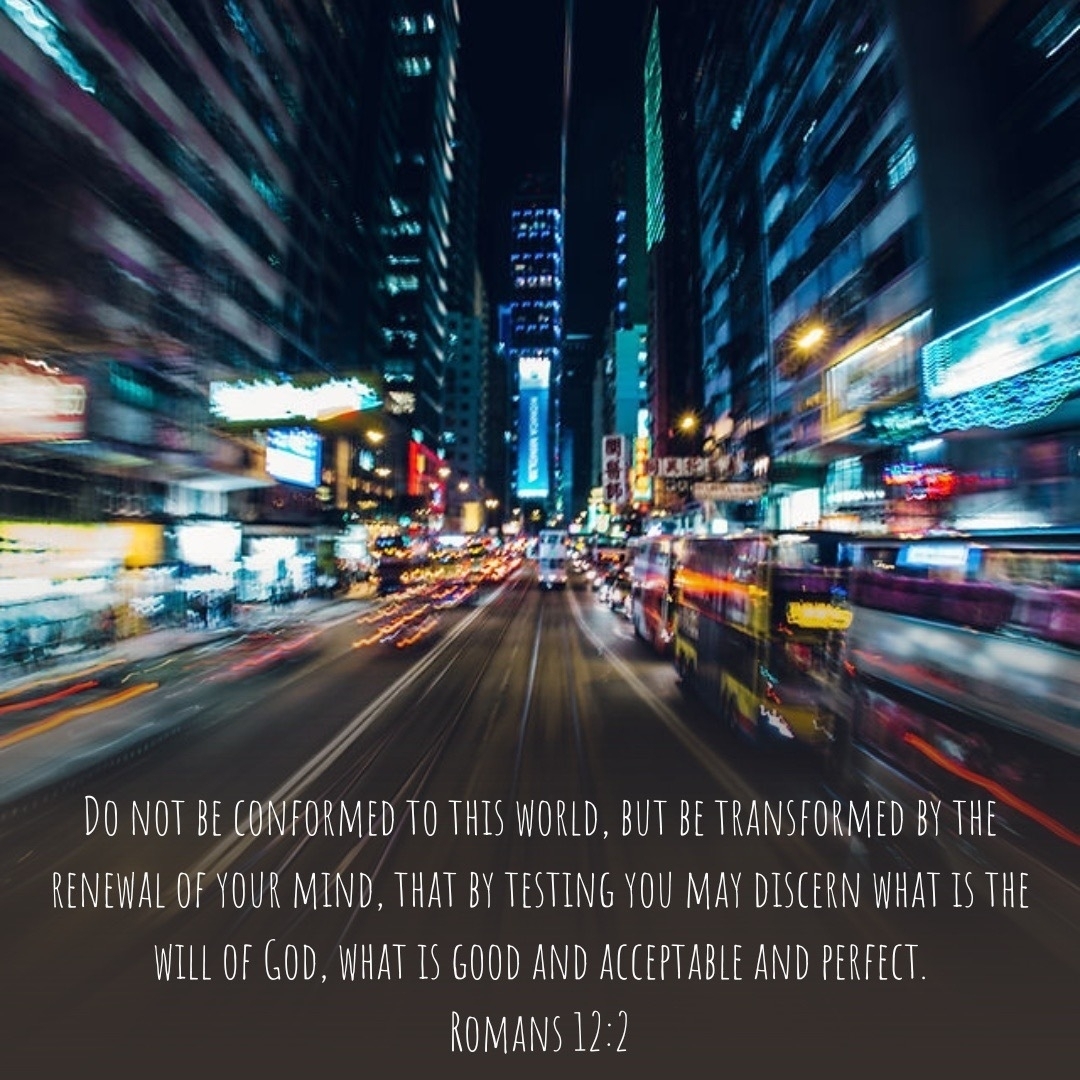 Do not be conformed to this world, but be transformed by the
renewal of your mind, that by testing you may discern what is the
will of God, what is good and acceptable and perfect.
Romans 12:2